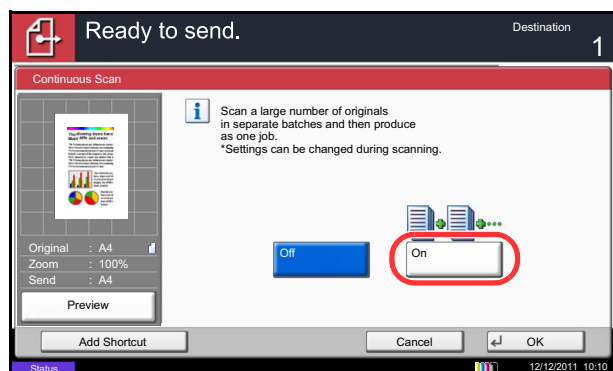 Ready to send.
Destination
1
Continuous Scan
Scan a large number of originals
in separate batches and then produce
as one job.
*Settings can be changed during scanning.
Original : A4
Zoom : 100%
Send : A4
Preview
Off
On
Add Shortcut
Cancel
OK
Status
12/12/2011 10:10